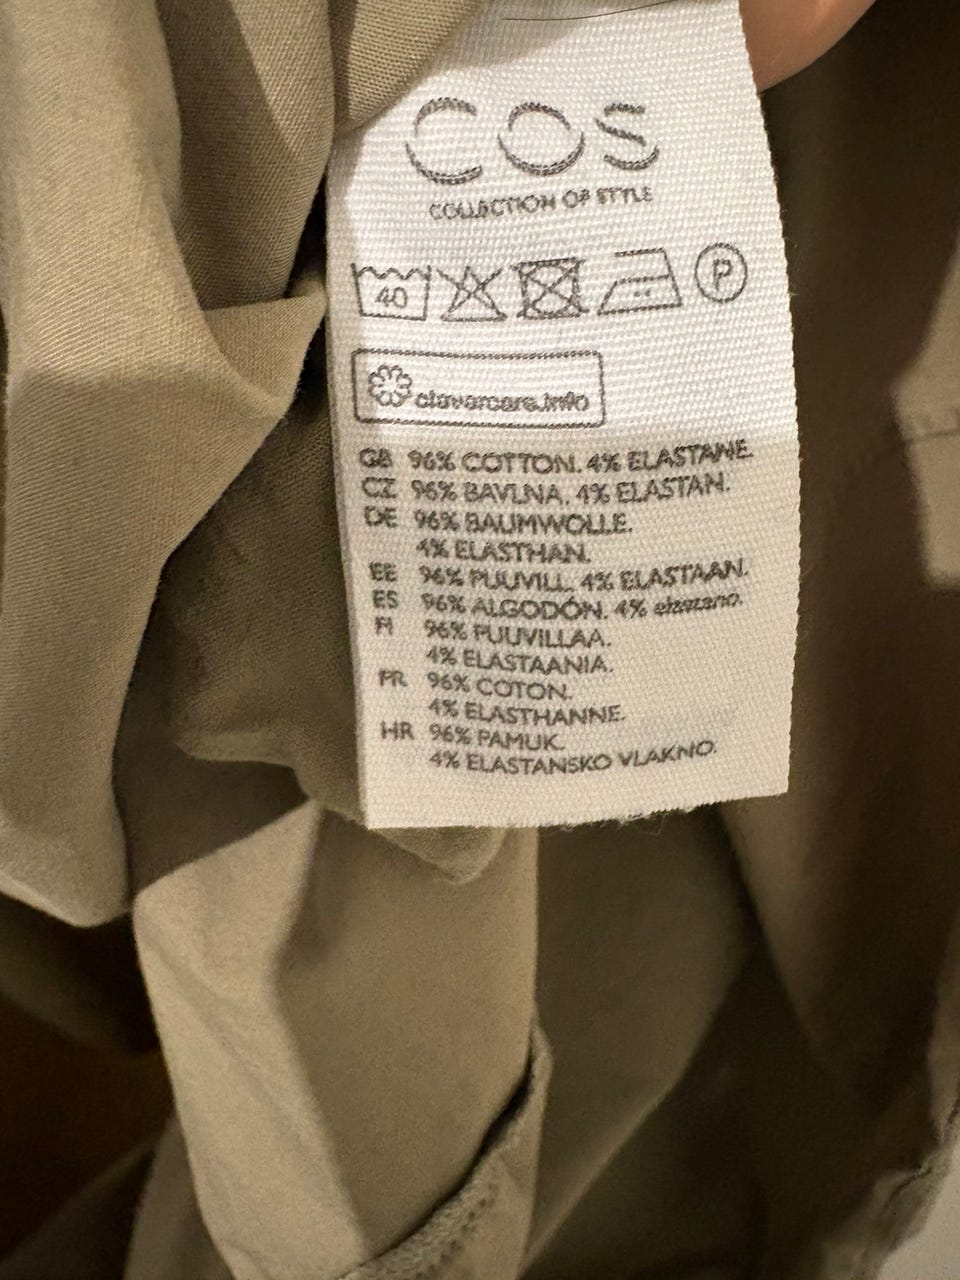 COS
COLLECTION OF STYLE
40 P
clevercare.info
GB 96% COTTON. 4% ELASTANE.
CZ 96% BAVLNA. 4% ELASTAN.
DE 96% BAUMWOLLE.
4% ELASTHAN.
EE 96% PUUVILL. 4% ELASTAAN.
ES 96% ALGODÓN. 4% elastano.
FI 96% PUUVILLAA.
4% ELASTAANIA.
FR 96% COTON.
4% ELASTHANNE.
HR 96% PAMUK.
4% ELASTANSKO VLAKNO.